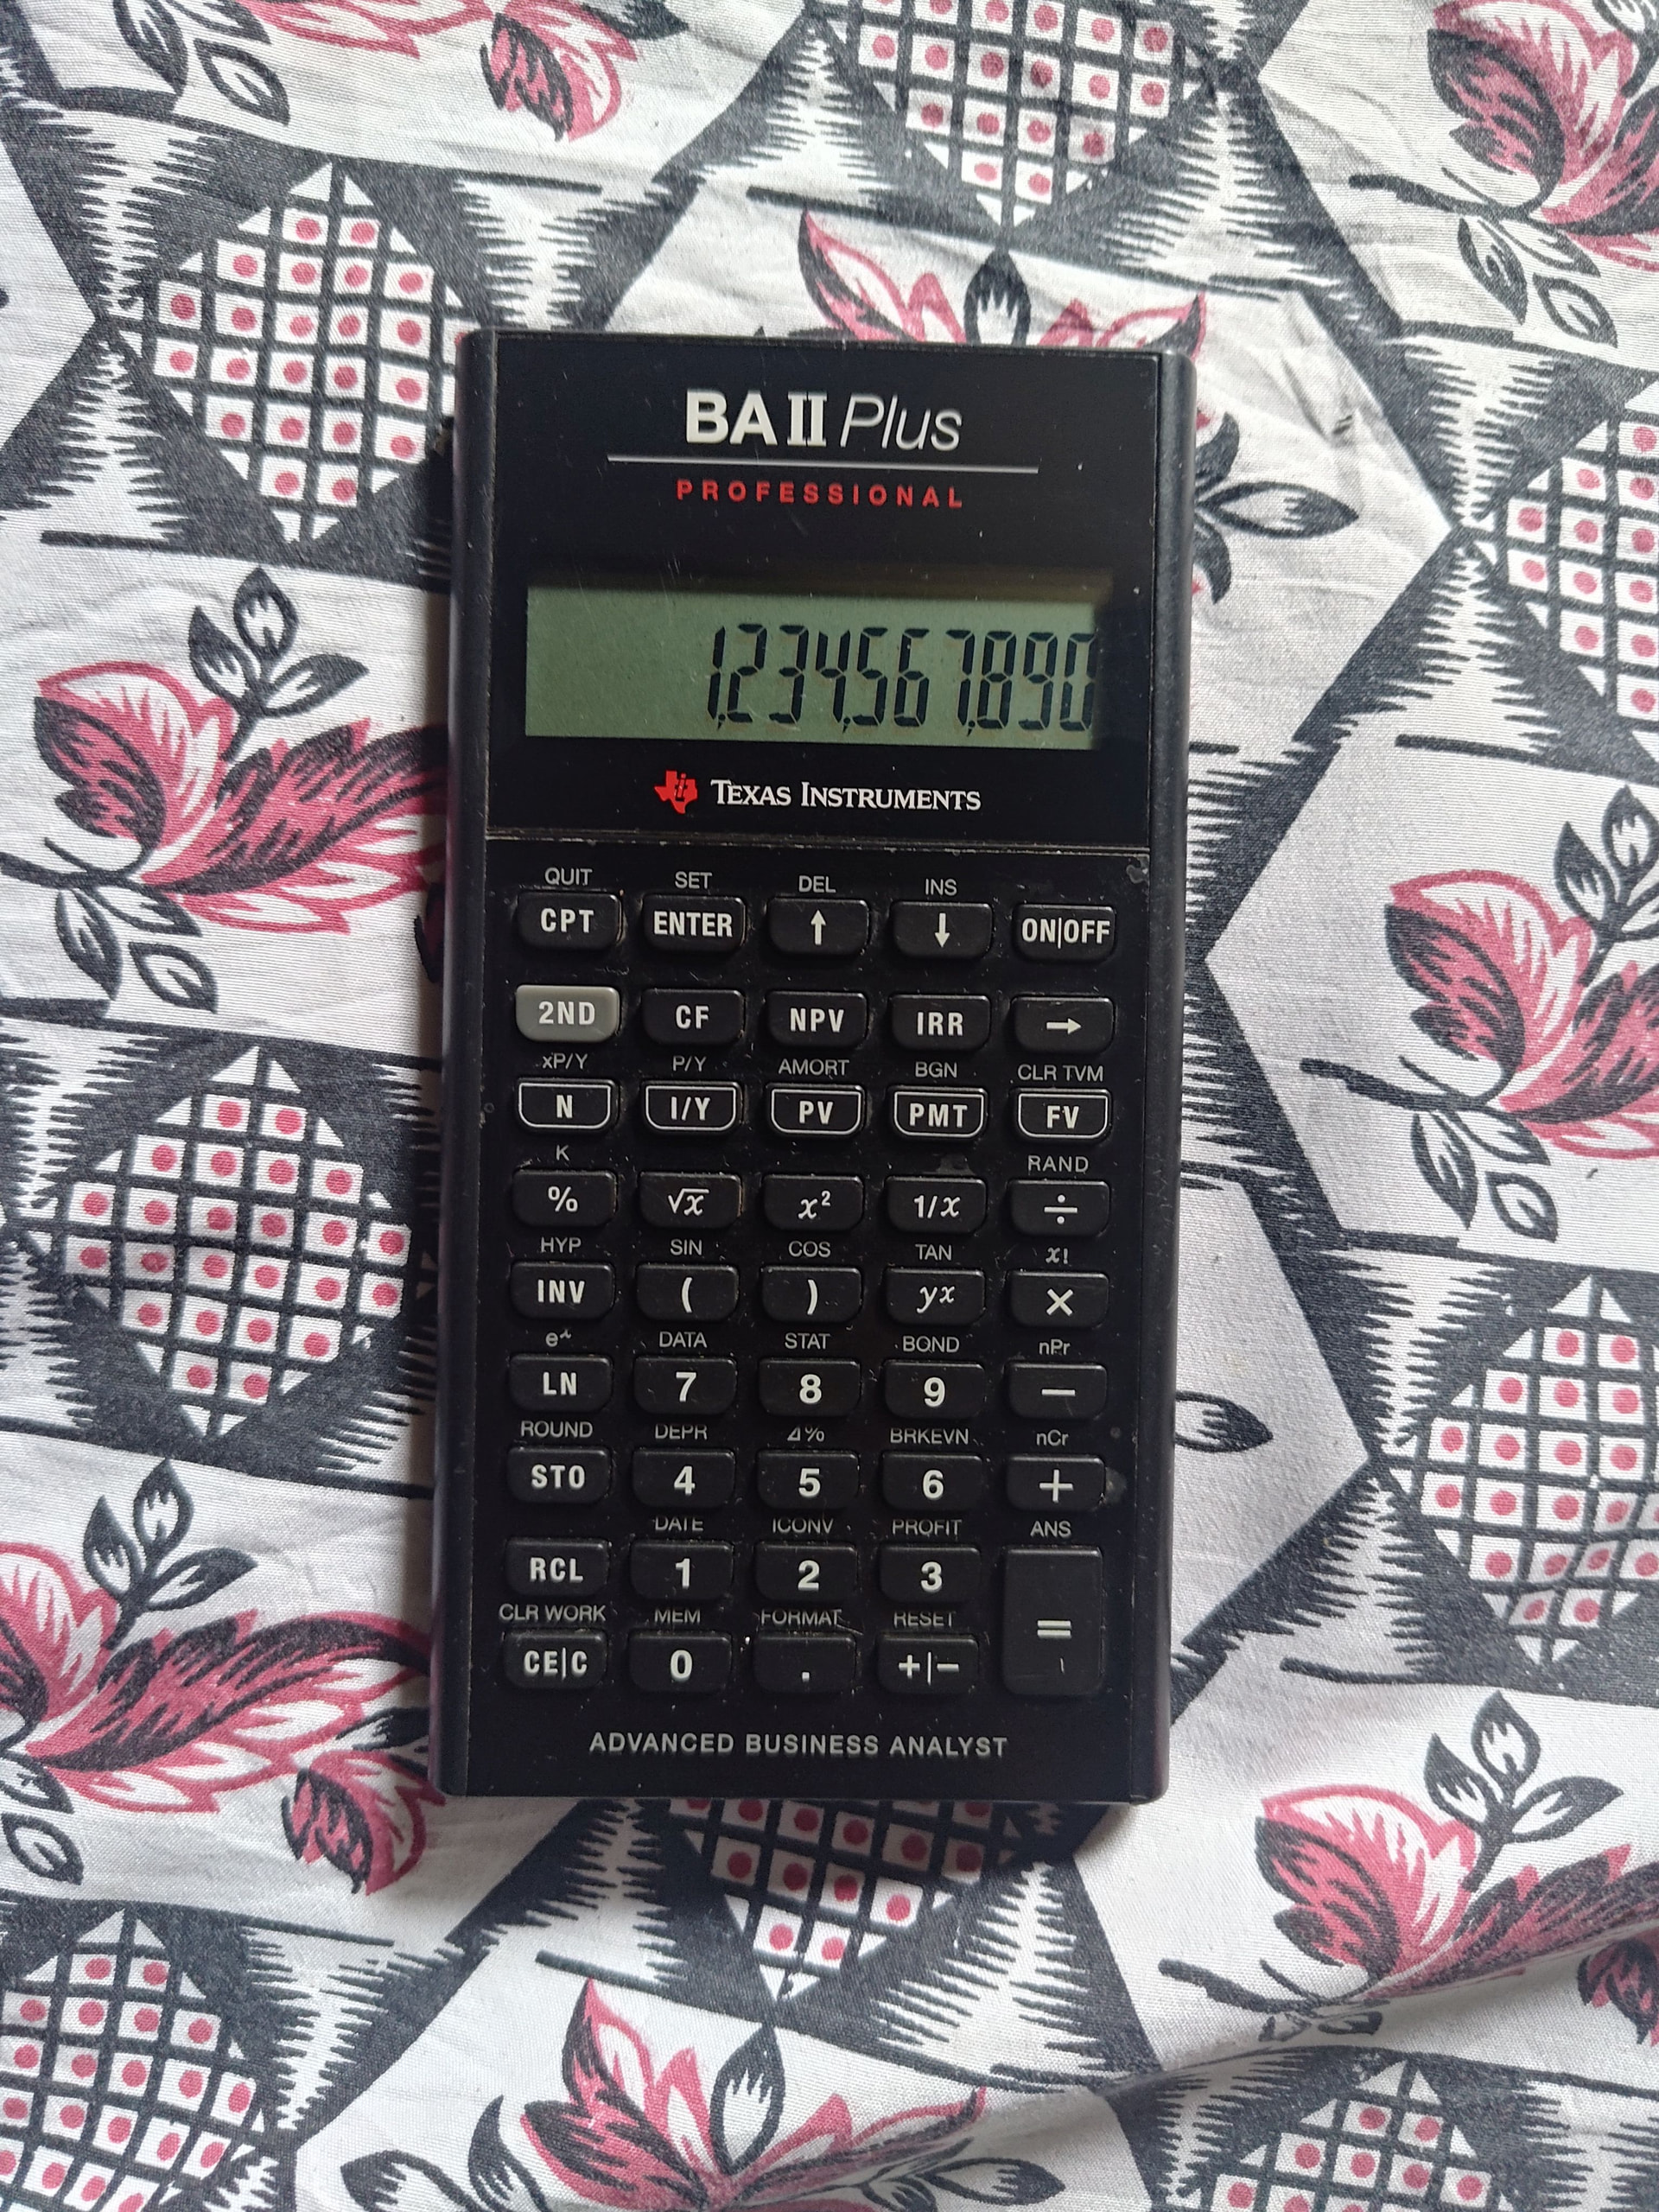 BA II Plus
PROFESSIONAL
1,234,567,890
TEXAS INSTRUMENTS
QUIT SET DEL INS
CPT ENTER ↑ ↓ ON|OFF
2ND CF NPV IRR →
xP/Y P/Y AMORT BGN CLR TVM
N I/Y PV PMT FV
K RAND
% √x x² 1/x ÷
HYP SIN COS TAN x!
INV ( ) yˣ ×
eˣ DATA STAT BOND nPr
LN 7 8 9 −
ROUND DEPR Δ% BRKEVN nCr
STO 4 5 6 +
DATE ICONV PROFIT ANS
RCL 1 2 3 =
CLR WORK MEM FORMAT RESET
CE|C 0 . +|−
ADVANCED BUSINESS ANALYST